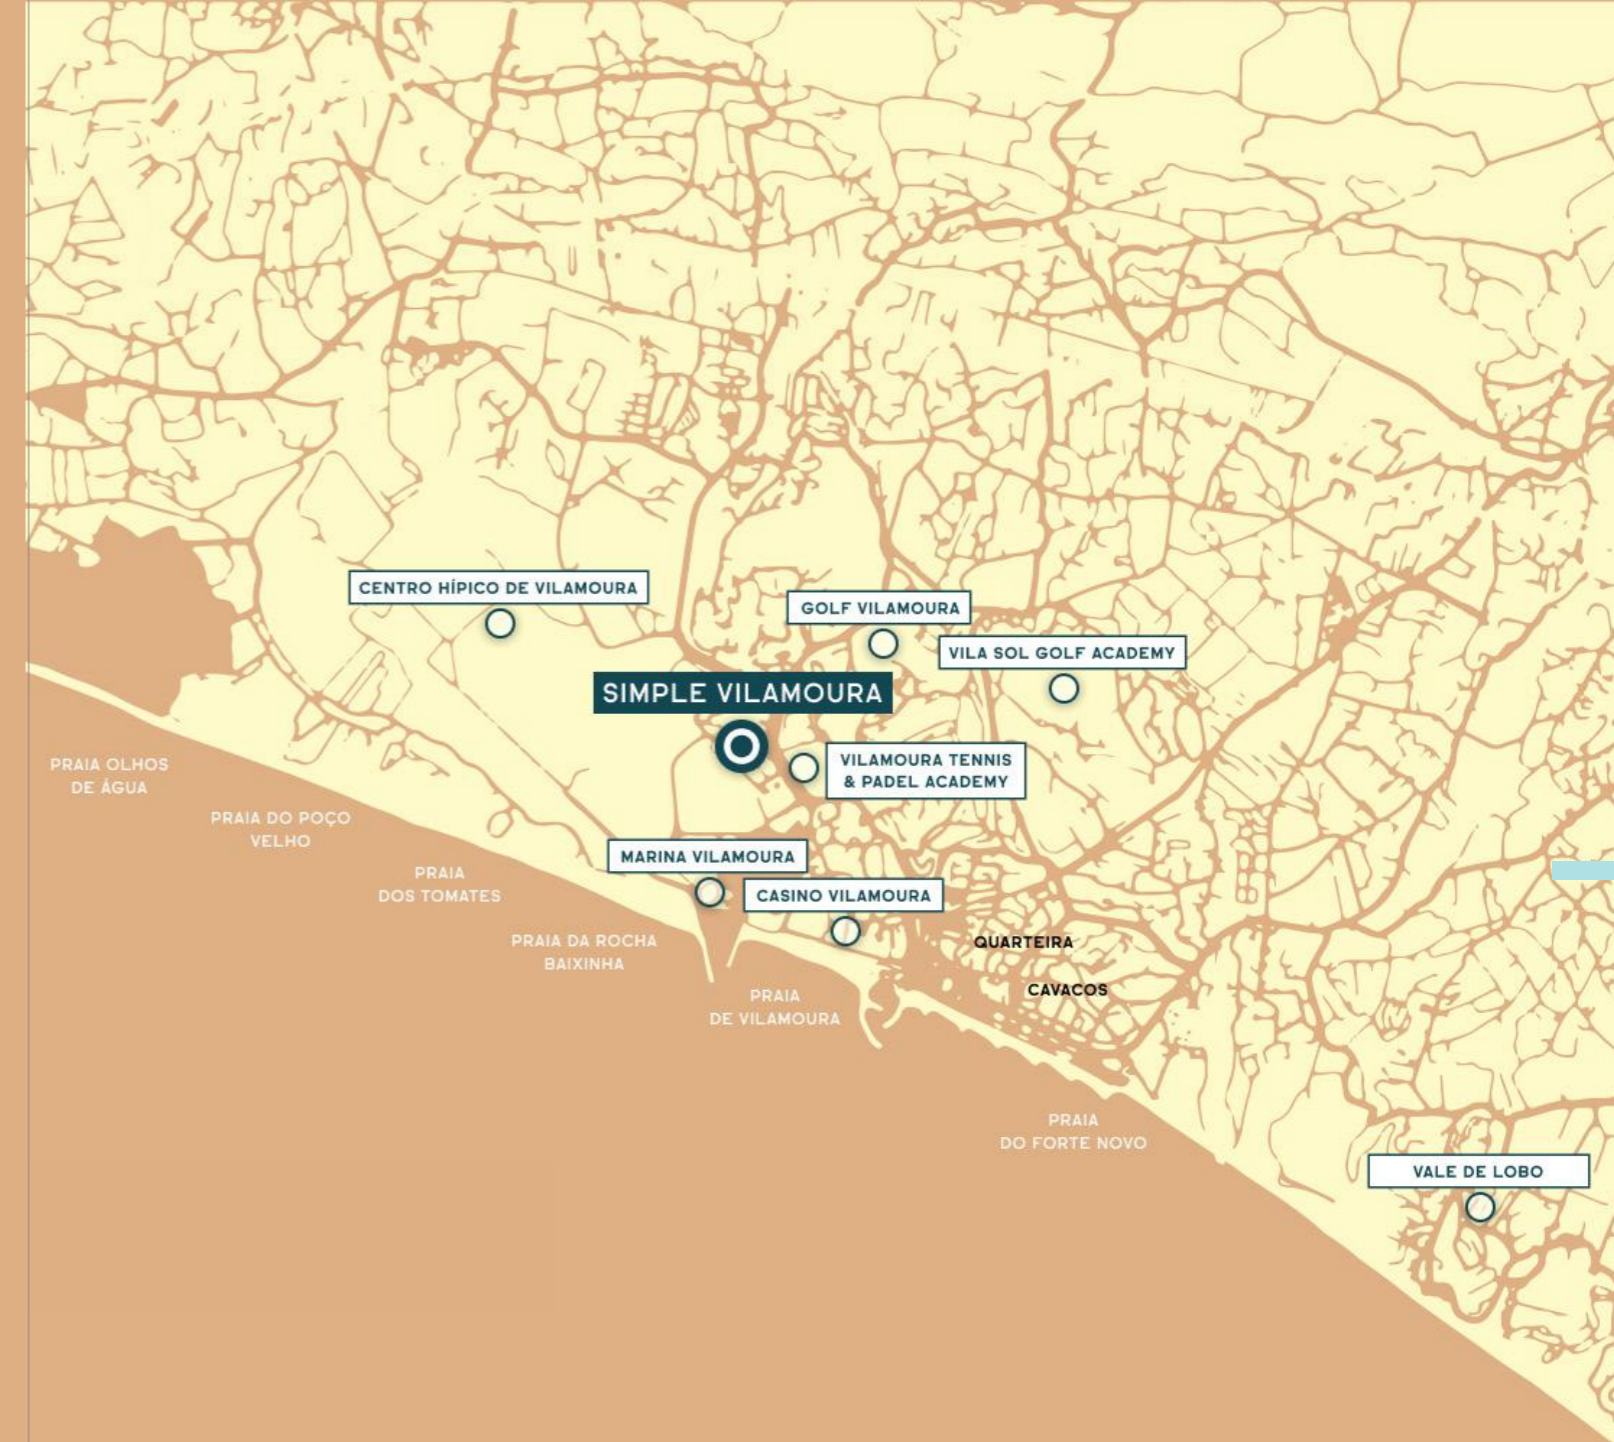 CENTRO HÍPICO DE VILAMOURA
GOLF VILAMOURA
VILA SOL GOLF ACADEMY
SIMPLE VILAMOURA
VILAMOURA TENNIS
& PADEL ACADEMY
PRAIA OLHOS
DE ÁGUA
PRAIA DO POÇO
VELHO
MARINA VILAMOURA
PRAIA
DOS TOMATES
CASINO VILAMOURA
PRAIA DA ROCHA
BAIXINHA
QUARTEIRA
CAVACOS
PRAIA
DE VILAMOURA
PRAIA
DO FORTE NOVO
VALE DE LOBO